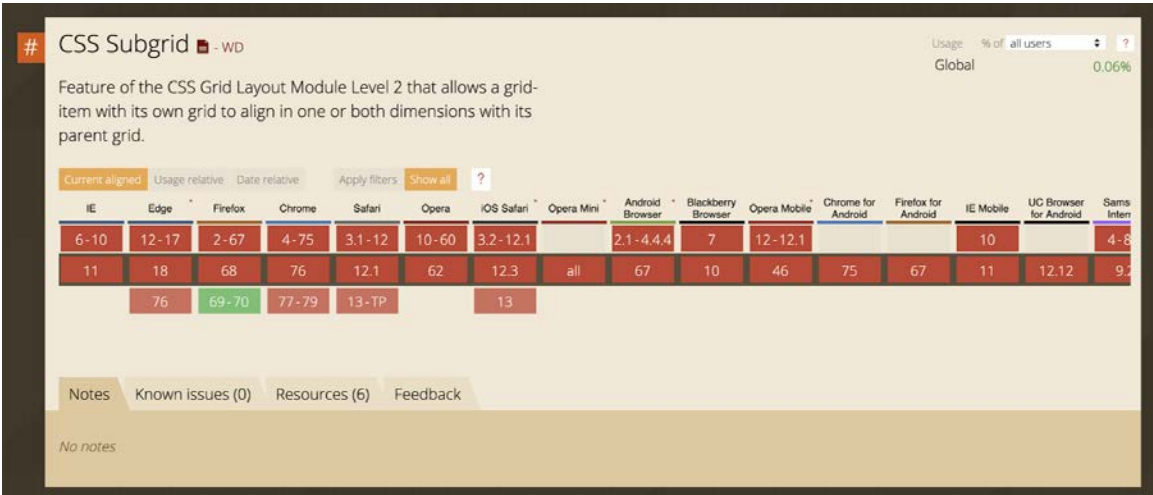 #
CSS Subgrid - WD
Usage % of all users ?
Global 0.06%
Feature of the CSS Grid Layout Module Level 2 that allows a grid-
item with its own grid to align in one or both dimensions with its
parent grid.
Current aligned Usage relative Date relative Apply filters Show all ?
IE Edge * Firefox Chrome Safari Opera iOS Safari * Opera Mini * Android Browser * Blackberry Browser Opera Mobile * Chrome for Android Firefox for Android IE Mobile UC Browser for Android Sams Intern
6-10 12-17 2-67 4-75 3.1-12 10-60 3.2-12.1 2.1-4.4.4 7 12-12.1 10 4-8
11 18 68 76 12.1 62 12.3 all 67 10 46 75 67 11 12.12 9.2
76 69-70 77-79 13-TP 13
Notes Known issues (0) Resources (6) Feedback
No notes